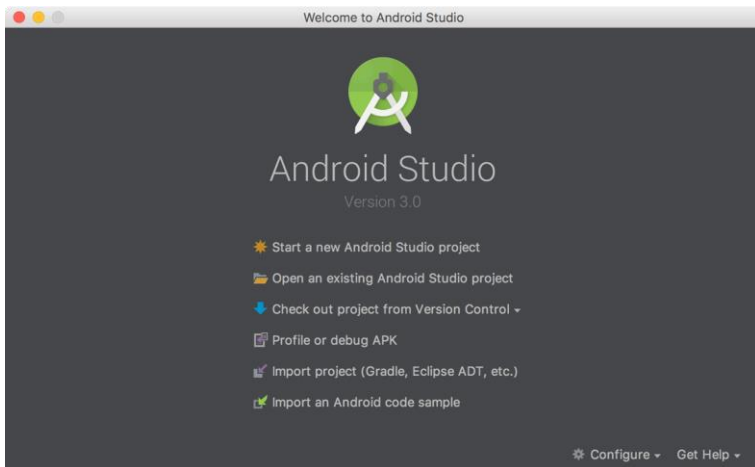 Welcome to Android Studio
Android Studio
Version 3.0
Start a new Android Studio project
Open an existing Android Studio project
Check out project from Version Control
Profile or debug APK
Import project (Gradle, Eclipse ADT, etc.)
Import an Android code sample
Configure Get Help